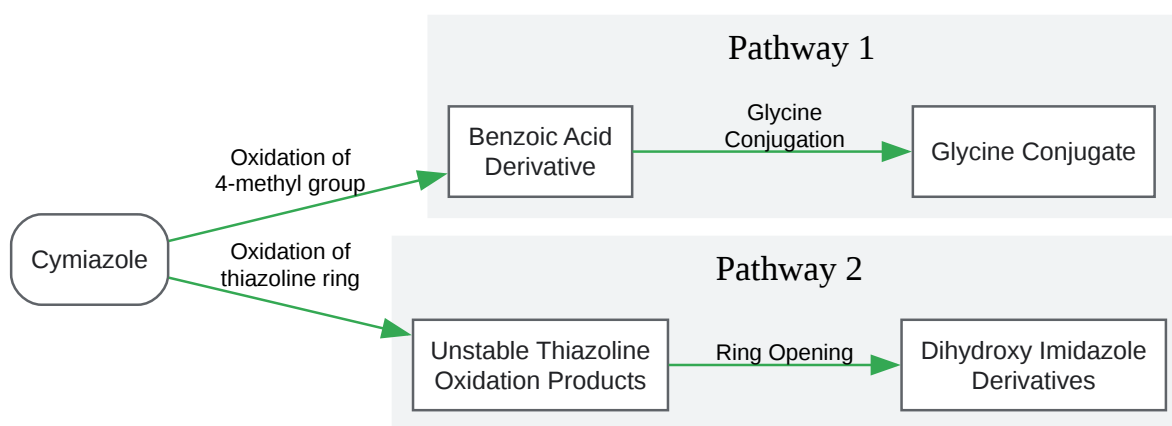 Pathway 1
Glycine
Conjugation
Benzoic Acid
Derivative
Glycine Conjugate
Oxidation of
4-methyl group
Cymiazole
Oxidation of
thiazoline ring
Pathway 2
Unstable Thiazoline
Oxidation Products
Ring Opening
Dihydroxy Imidazole
Derivatives